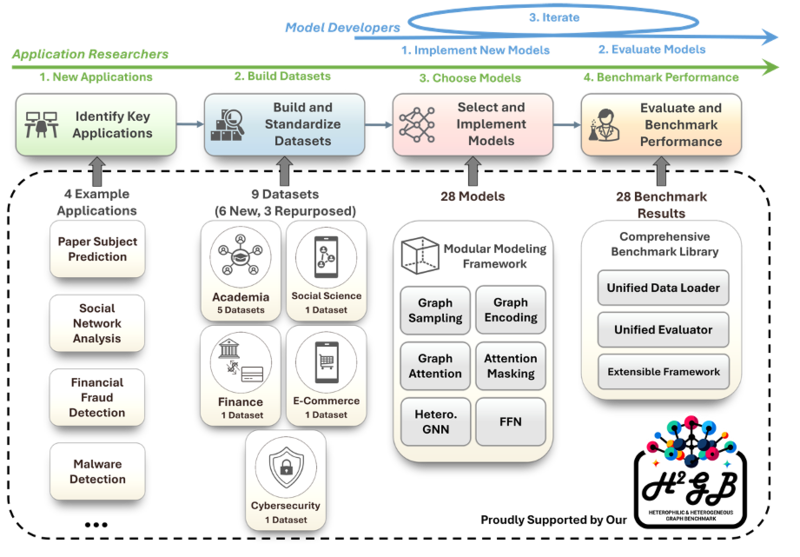 3. Iterate
Model Developers
1. Implement New Models
2. Evaluate Models
Application Researchers
1. New Applications
2. Build Datasets
3. Choose Models
4. Benchmark Performance
Identify Key
Applications
Build and
Standardize
Datasets
Select and
Implement
Models
Evaluate and
Benchmark
Performance
4 Example
Applications
Paper Subject
Prediction
Social
Network
Analysis
Financial
Fraud
Detection
Malware
Detection
...
9 Datasets
(6 New, 3 Repurposed)
Academia
5 Datasets
Social Science
1 Dataset
Finance
1 Dataset
E-Commerce
1 Dataset
Cybersecurity
1 Dataset
28 Models
Modular Modeling
Framework
Graph
Sampling
Graph
Encoding
Graph
Attention
Attention
Masking
Hetero.
GNN
FFN
28 Benchmark
Results
Comprehensive
Benchmark Library
Unified Data Loader
Unified Evaluator
Extensible Framework
Proudly Supported by Our
H²GB
HETEROPHILIC & HETEROGENEOUS
GRAPH BENCHMARK